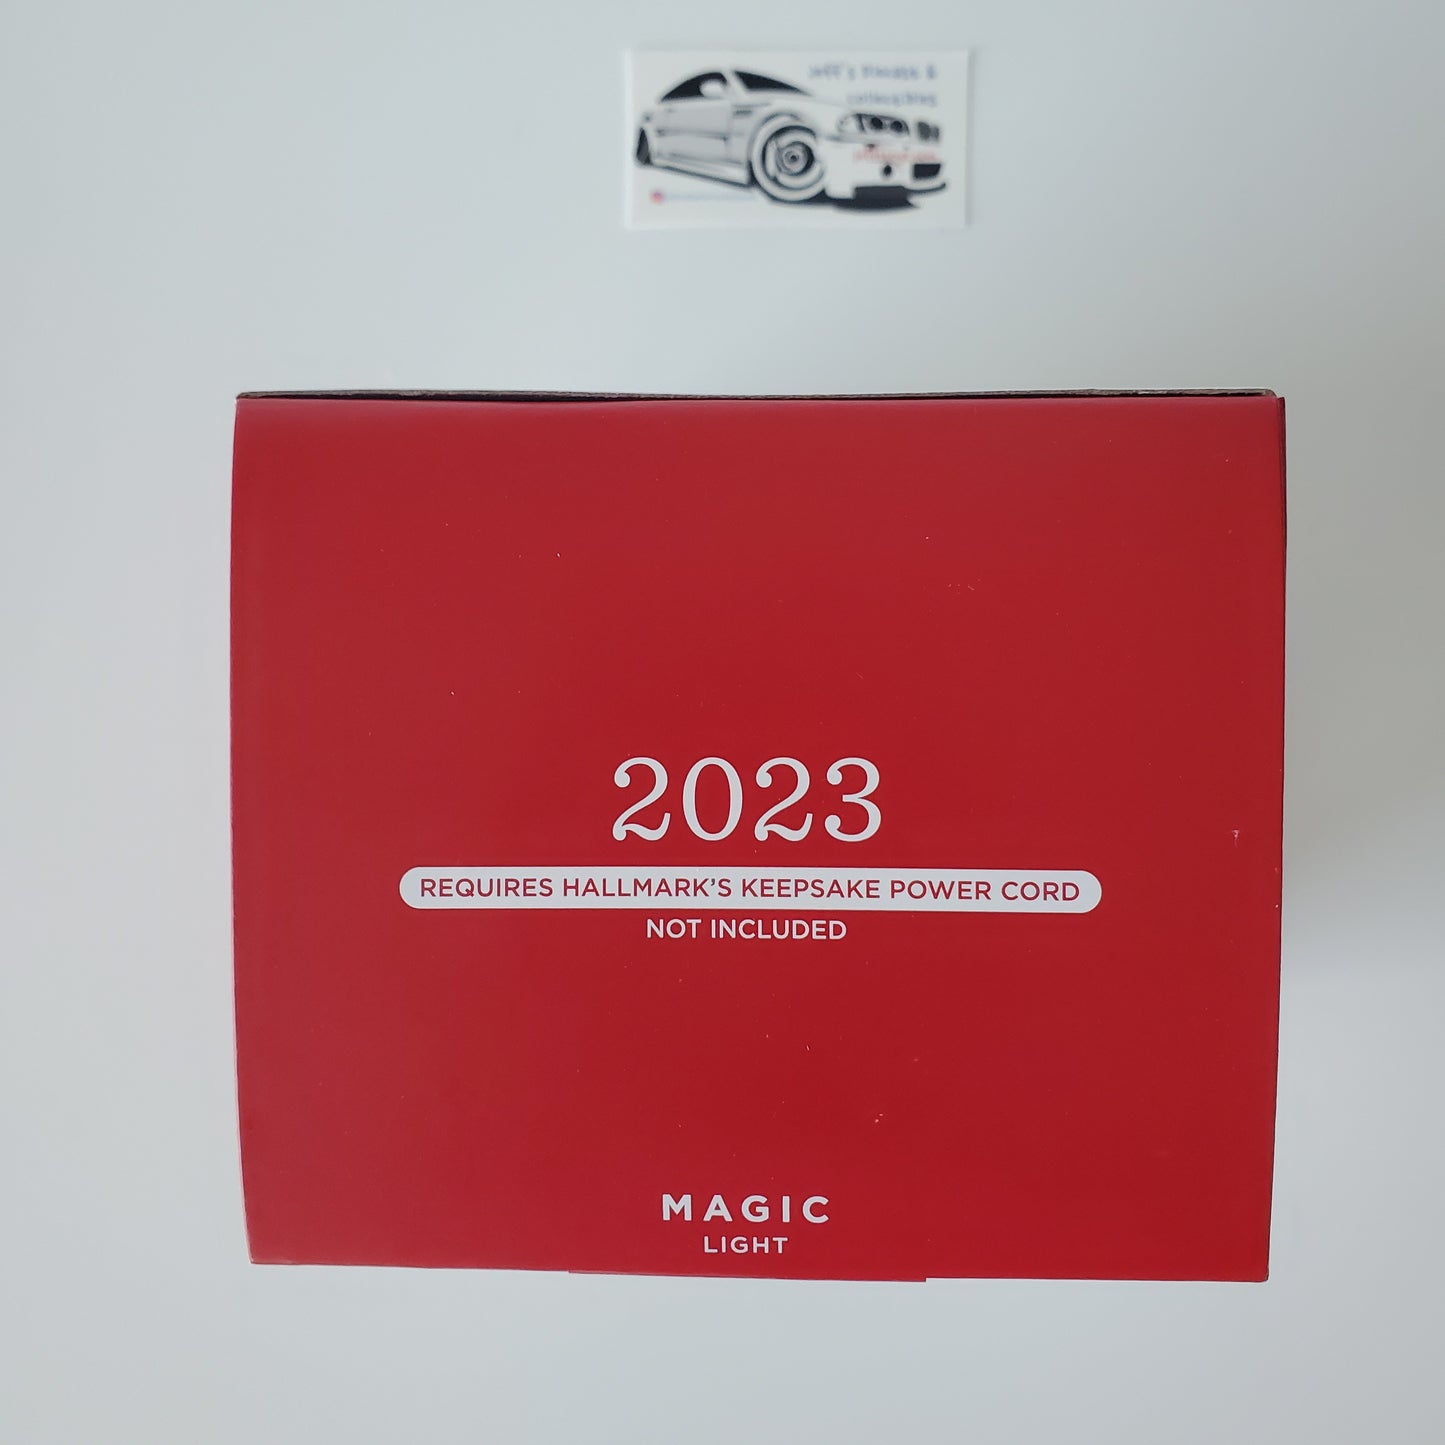 2023
REQUIRES HALLMARK'S KEEPSAKE POWER CORD
NOT INCLUDED
MAGIC
LIGHT